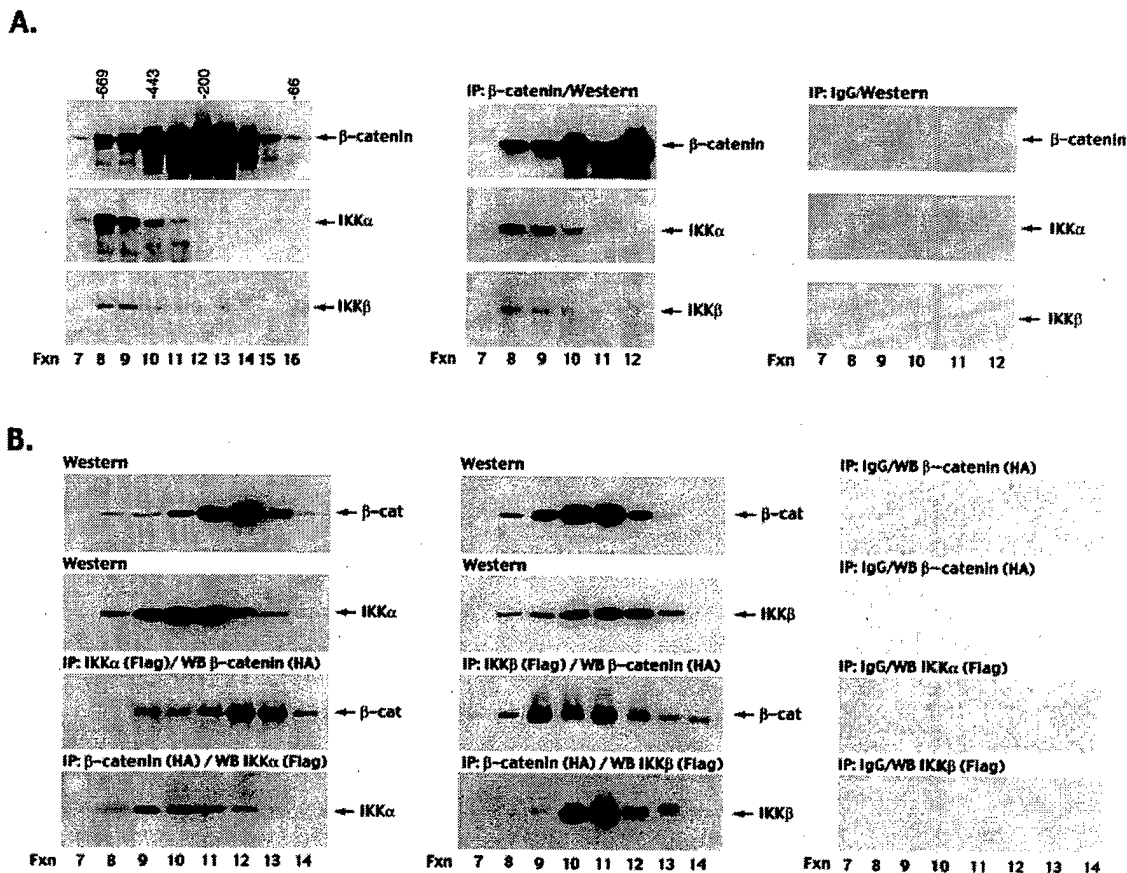 A.
-669 -443 -200 -66
β-catenin
IKKα
IKKβ
Fxn 7 8 9 10 11 12 13 14 15 16
IP: β-catenin/Western
β-catenin
IKKα
IKKβ
7 8 9 10 11 12
IP: IgG/Western
β-catenin
IKKα
IKKβ
Fxn 7 8 9 10 11 12
B.
Western
β-cat
Western
IKKα
IP: IKKα (Flag)/ WB β-catenin (HA)
β-cat
IP: β-catenin (HA) / WB IKKα (Flag)
IKKα
Fxn 7 8 9 10 11 12 13 14
Western
β-cat
Western
IKKβ
IP: IKKβ (Flag) / WB β-catenin (HA)
β-cat
IP: β-catenin (HA) / WB IKKβ (Flag)
IKKβ
Fxn 7 8 9 10 11 12 13 14
IP: IgG/WB β-catenin (HA)
IP: IgG/WB β-catenin (HA)
IP: IgG/WB IKKα (Flag)
IP: IgG/WB IKKβ (Flag)
Fxn 7 8 9 10 11 12 13 14